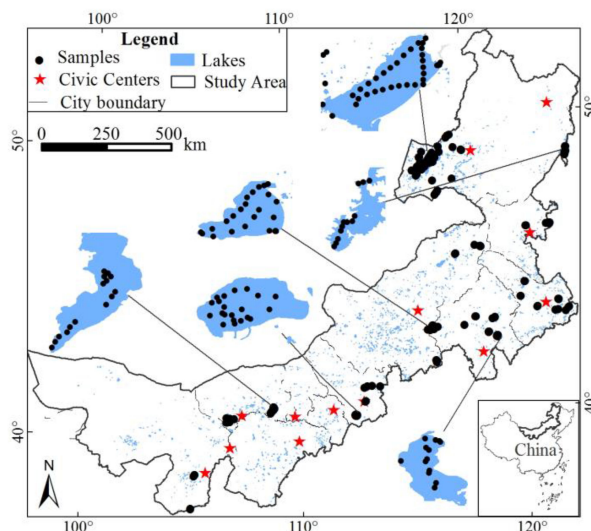 100° 110° 120°
Legend
Samples Lakes
Civic Centers Study Area
City boundary
0 250 500
km
50° 50°
40° 40°
N
China
100° 110° 120°